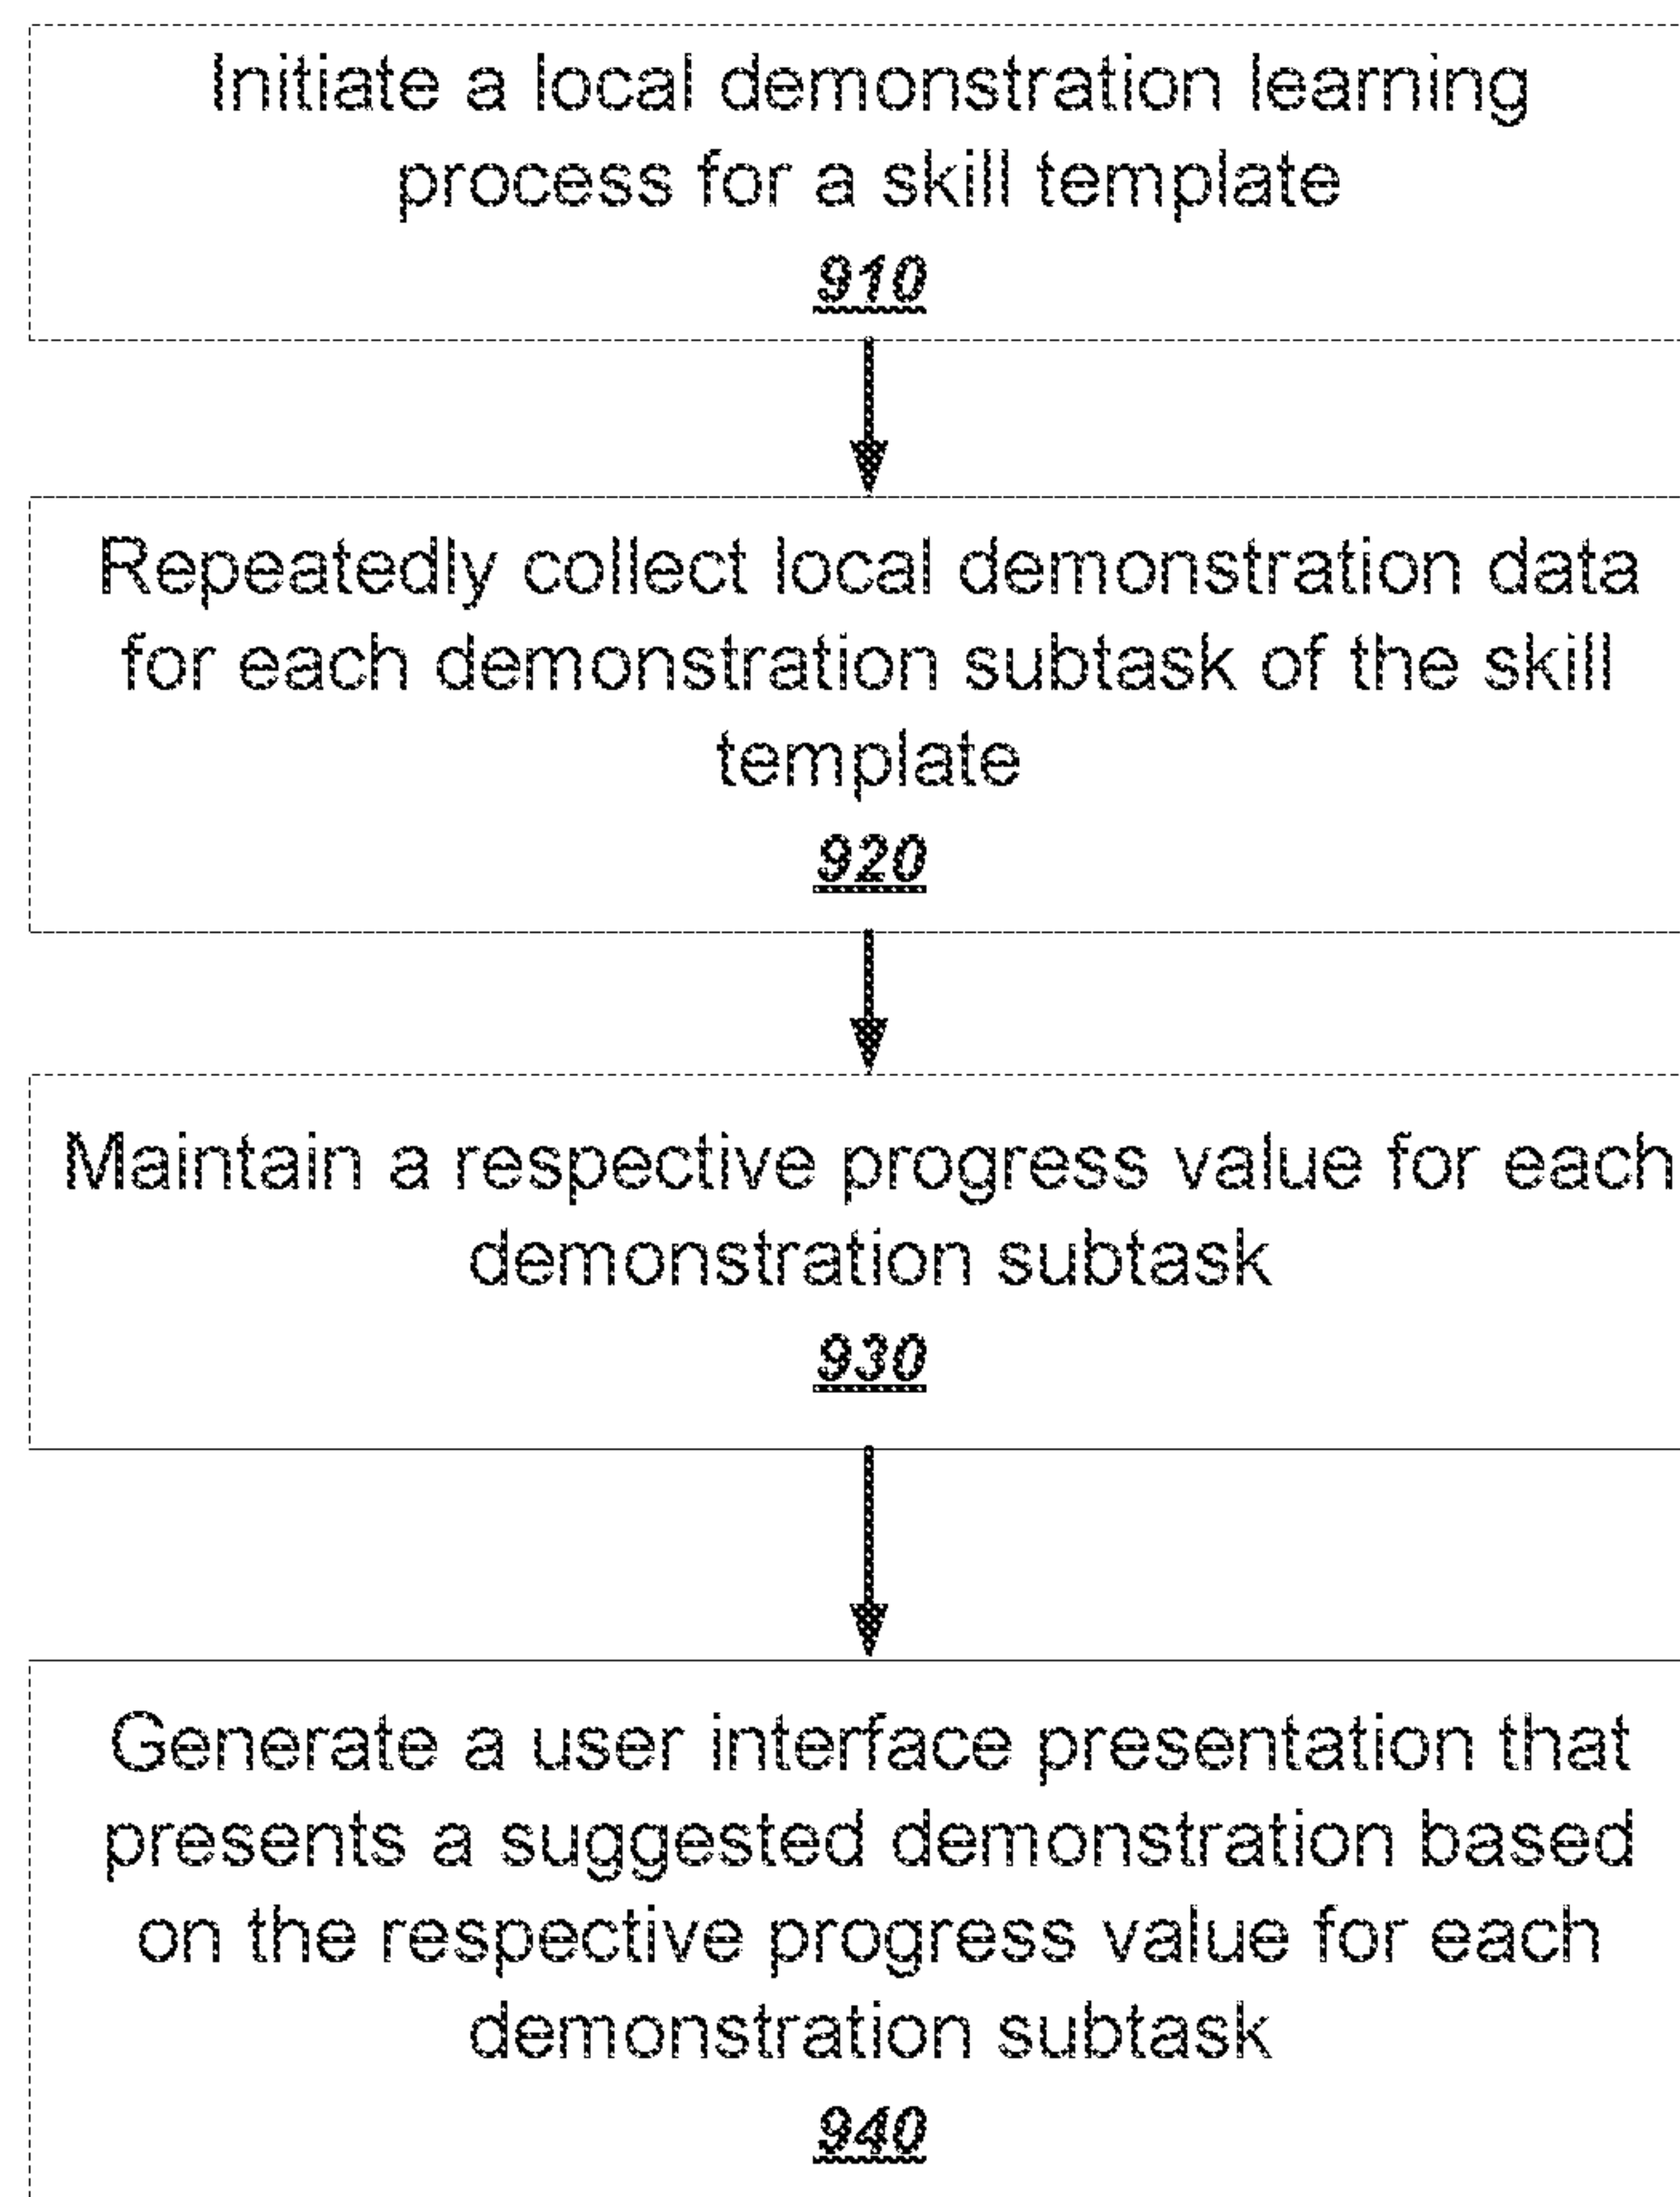 Initiate a local demonstration learning
process for a skill template
910
Repeatedly collect local demonstration data
for each demonstration subtask of the skill
template
920
Maintain a respective progress value for each
demonstration subtask
930
Generate a user interface presentation that
presents a suggested demonstration based
on the respective progress value for each
demonstration subtask
940